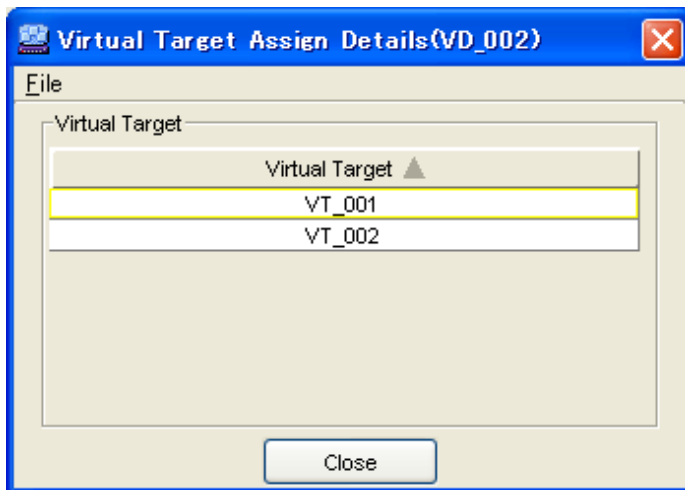 Virtual Target Assign Details(VD_002)
File
Virtual Target
Virtual Target
VT_001
VT_002
Close